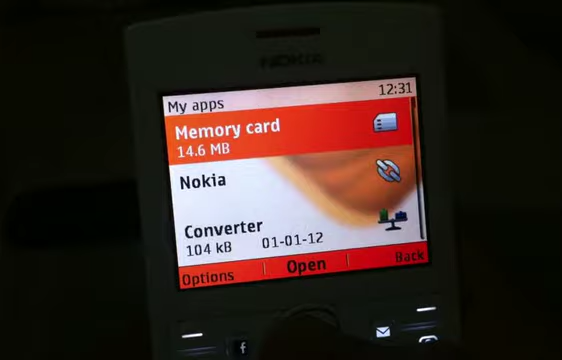 NOKIA
My apps 12:31
Memory card
14.6 MB
Nokia
Converter
104 kB 01-01-12
Options Open Back
f